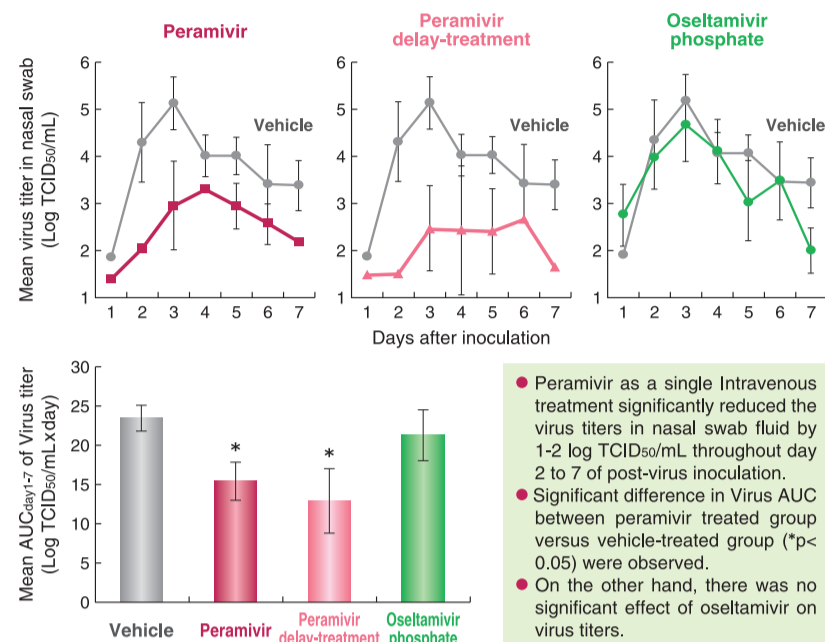 Peramivir
Peramivir
delay-treatment
Oseltamivir
phosphate
Mean virus titer in nasal swab
(Log TCID50/mL)
6
5
4
3
2
1
Vehicle
1 2 3 4 5 6 7
6
5
4
3
2
1
Vehicle
1 2 3 4 5 6 7
6
5
4
3
2
1
Vehicle
1 2 3 4 5 6 7
Days after inoculation
Mean AUCday1-7 of Virus titer
(Log TCID50/mLxday)
30
25
20
15
10
5
0
* *
Vehicle
Peramivir
Peramivir
delay-treatment
Oseltamivir
phosphate
● Peramivir as a single Intravenous
treatment significantly reduced the
virus titers in nasal swab fluid by
1-2 log TCID50/mL throughout day
2 to 7 of post-virus inoculation.
● Significant difference in Virus AUC
between peramivir treated group
versus vehicle-treated group (*p<
0.05) were observed.
● On the other hand, there was no
significant effect of oseltamivir on
virus titers.